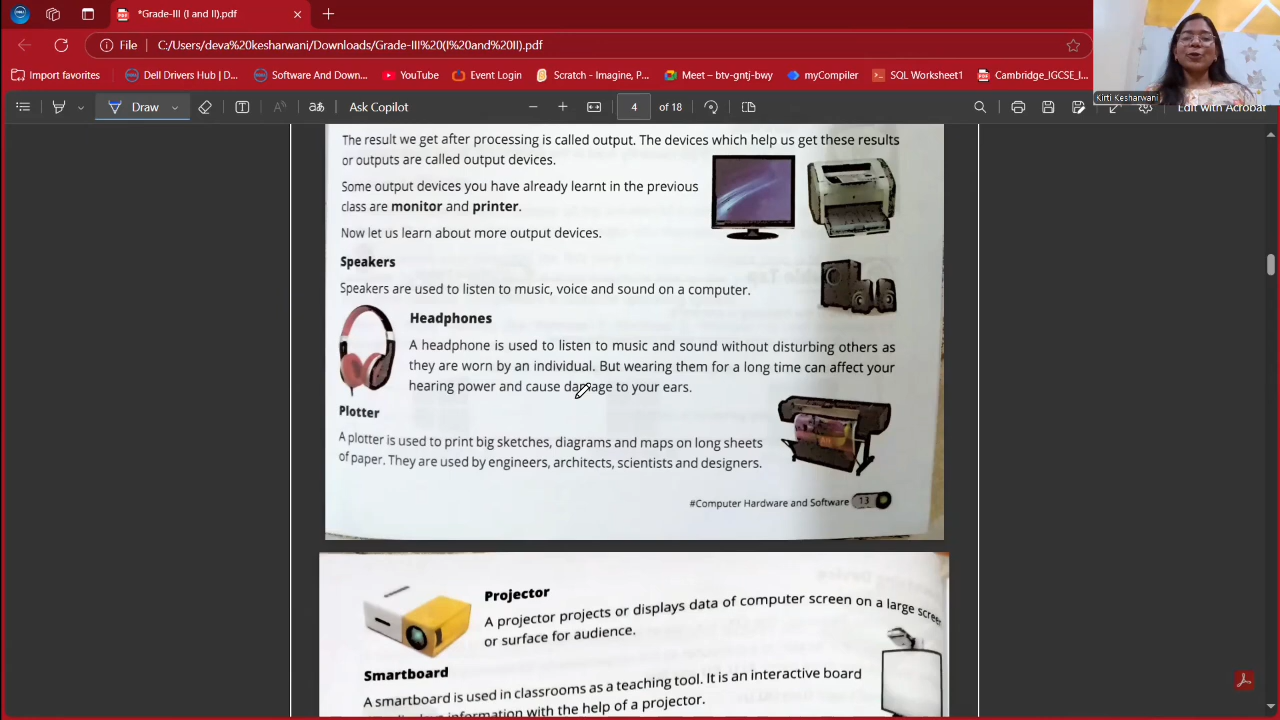 *Grade-III (I and II).pdf
File
C:/Users/deva%20kesharwani/Downloads/Grade-III%20(I%20and%20II).pdf
Import favorites
Dell Drivers Hub | D...
Software And Down...
YouTube
Event Login
Scratch - Imagine, P...
Meet – btv-gntj-bwy
myCompiler
SQL Worksheet1
Cambridge_IGCSE_I...
Kirti Kesharwani
Draw
Ask Copilot
4 of 18
Edit with Acrobat
The result we get after processing is called output. The devices which help us get these results
or outputs are called output devices.
Some output devices you have already learnt in the previous
class are monitor and printer.
Now let us learn about more output devices.
Speakers
Speakers are used to listen to music, voice and sound on a computer.
Headphones
A headphone is used to listen to music and sound without disturbing others as
they are worn by an individual. But wearing them for a long time can affect your
hearing power and cause damage to your ears.
Plotter
A plotter is used to print big sketches, diagrams and maps on long sheets
of paper. They are used by engineers, architects, scientists and designers.
#Computer Hardware and Software 13
Projector
A projector projects or displays data of computer screen on a large screen
or surface for audience.
Smartboard
A smartboard is used in classrooms as a teaching tool. It is an interactive board
information with the help of a projector.